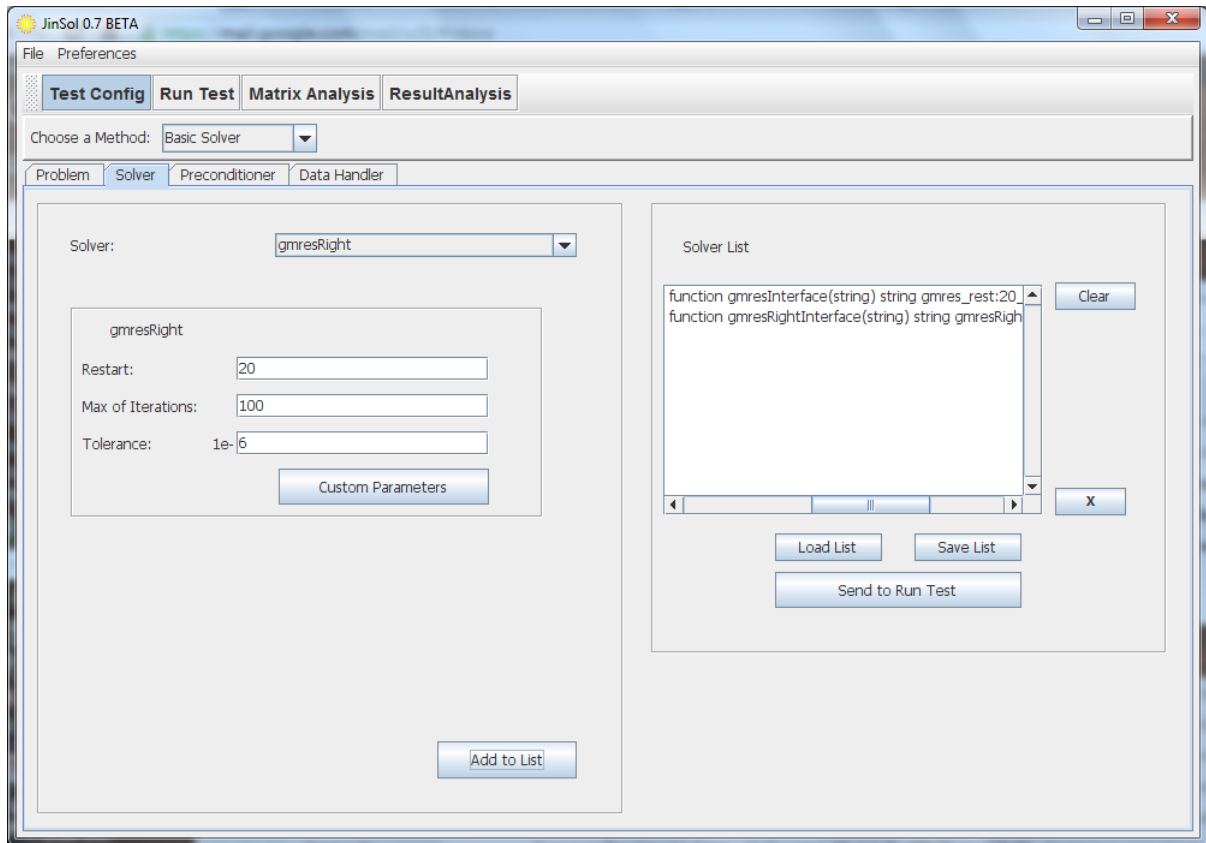 JinSol 0.7 BETA
File Preferences
Test Config Run Test Matrix Analysis ResultAnalysis
Choose a Method: Basic Solver
Problem Solver Preconditioner Data Handler
Solver: gmresRight
gmresRight
Restart: 20
Max of Iterations: 100
Tolerance: 1e- 6
Custom Parameters
Add to List
Solver List
function gmresInterface(string) string gmres_rest:20_
function gmresRightInterface(string) string gmresRigh
Clear
X
Load List Save List
Send to Run Test